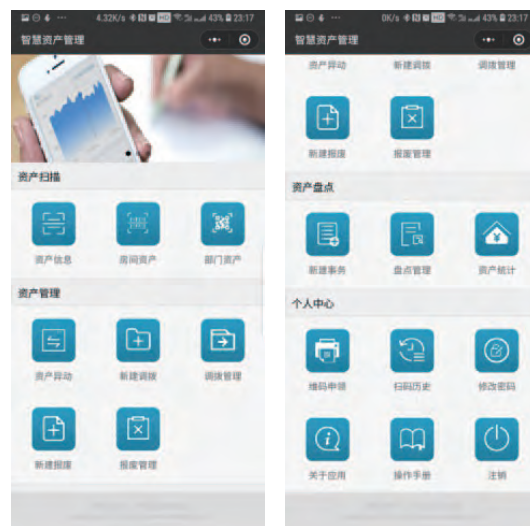 4.32K/s HD 5ıl 43% 23:17
智慧资产管理
资产扫描
资产信息 房间资产 部门资产
资产管理
资产异动 新建调拨 调拨管理
新建报废 报废管理
0K/s HD 5ıl 43% 23:17
智慧资产管理
资产异动 新建调拨 调拨管理
新建报废 报废管理
资产盘点
新建事务 盘点管理 资产统计
个人中心
维码申领 扫码历史 修改密码
关于应用 操作手册 注销